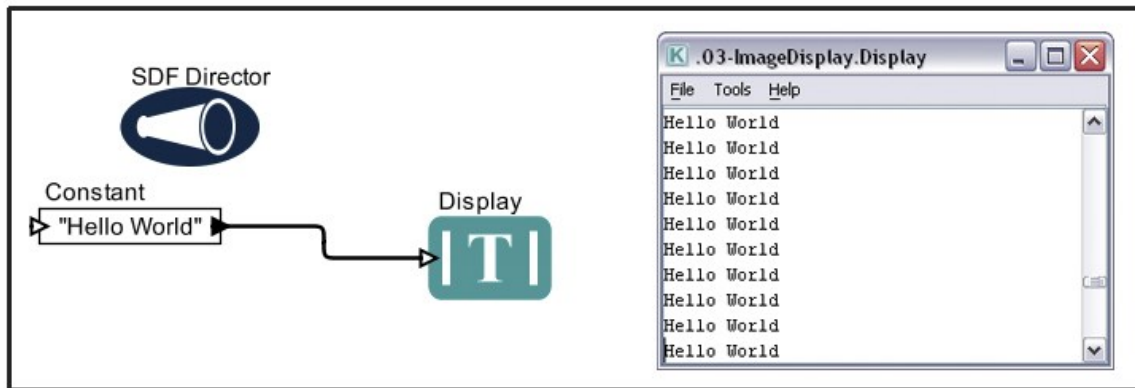 SDF Director
Constant
"Hello World"
Display
T
K .03-ImageDisplay.Display
File Tools Help
Hello World
Hello World
Hello World
Hello World
Hello World
Hello World
Hello World
Hello World
Hello World
Hello World